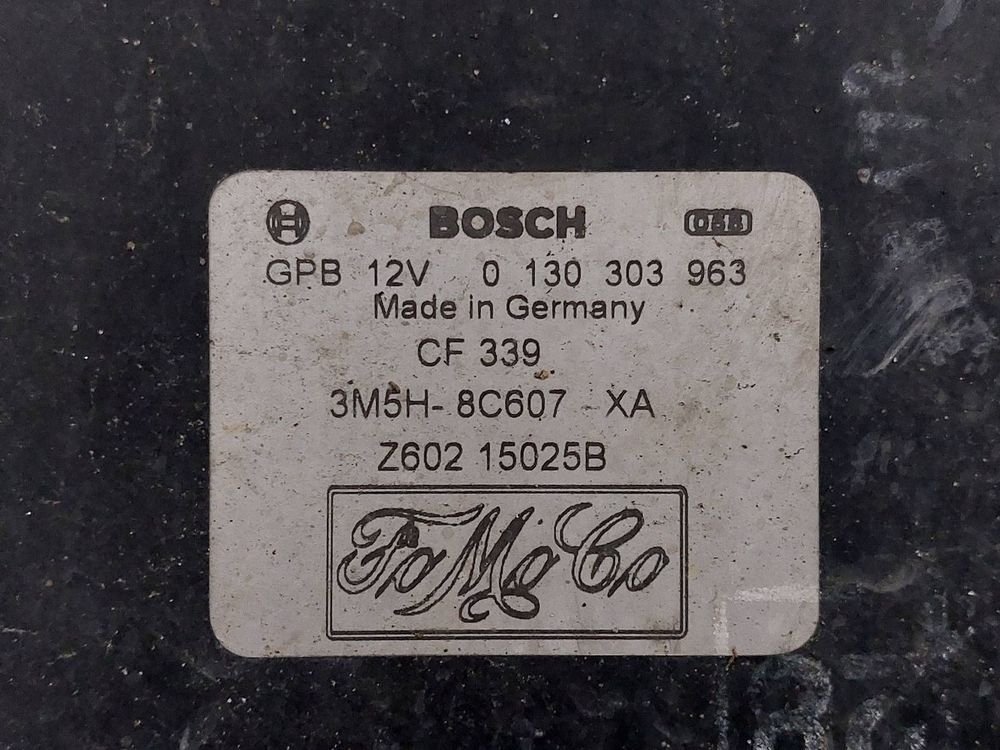 BOSCH
GPB 12V 0 130 303 963
Made in Germany
CF 339
3M5H- 8C607 - XA
Z602 15025B
FoMoCo